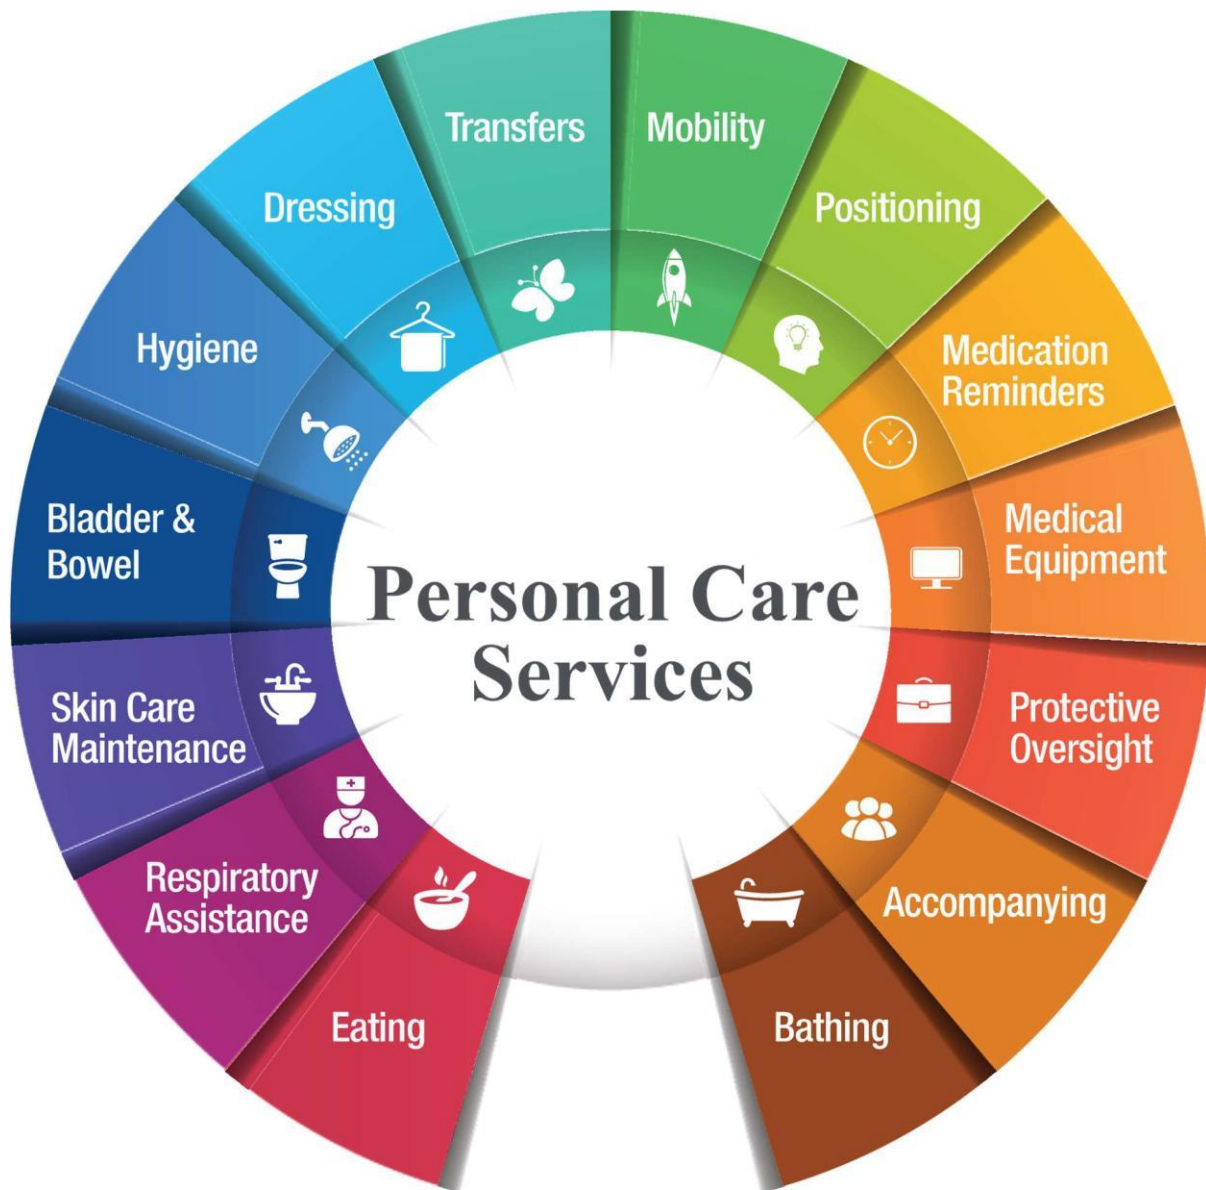 Transfers
Mobility
Dressing
Positioning
Hygiene
Medication
Reminders
Bladder &
Bowel
Medical
Equipment
Personal Care
Services
Skin Care
Maintenance
Protective
Oversight
Respiratory
Assistance
Accompanying
Eating
Bathing